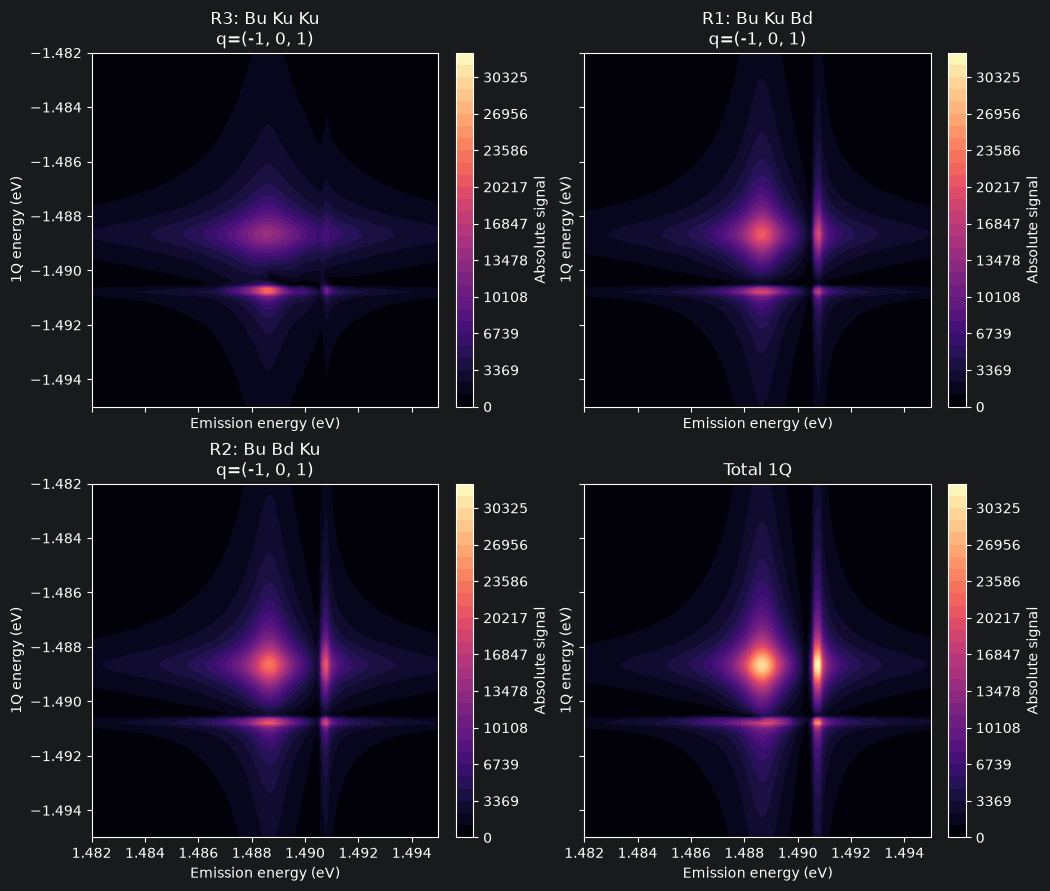 R3: Bu Ku Ku
q=(-1, 0, 1)
−1.482
−1.484
−1.486
−1.488
−1.490
−1.492
−1.494
1Q energy (eV)
Emission energy (eV)
30325
26956
23586
20217
16847
13478
10108
6739
3369
0
Absolute signal
R1: Bu Ku Bd
q=(-1, 0, 1)
1Q energy (eV)
Emission energy (eV)
30325
26956
23586
20217
16847
13478
10108
6739
3369
0
Absolute signal
R2: Bu Bd Ku
q=(-1, 0, 1)
−1.482
−1.484
−1.486
−1.488
−1.490
−1.492
−1.494
1Q energy (eV)
1.482 1.484 1.486 1.488 1.490 1.492 1.494
Emission energy (eV)
30325
26956
23586
20217
16847
13478
10108
6739
3369
0
Absolute signal
Total 1Q
1Q energy (eV)
1.482 1.484 1.486 1.488 1.490 1.492 1.494
Emission energy (eV)
30325
26956
23586
20217
16847
13478
10108
6739
3369
0
Absolute signal